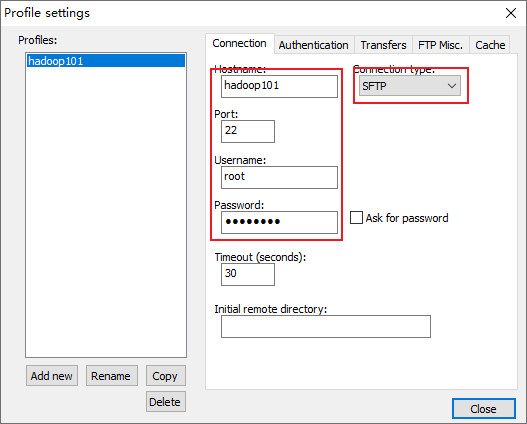 Profile settings
Profiles:
hadoop101
Add new
Rename
Copy
Delete
Connection
Authentication
Transfers
FTP Misc.
Cache
Hostname:
hadoop101
Connection type:
SFTP
Port:
22
Username:
root
Password:
●●●●●●●●
Ask for password
Timeout (seconds):
30
Initial remote directory:
Close